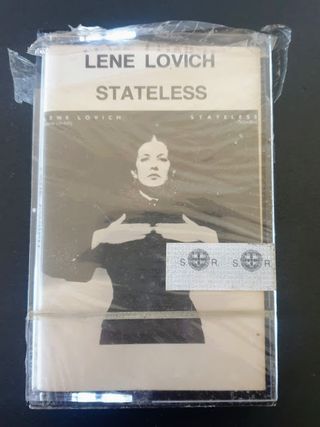 LENE LOVICH
STATELESS
LENE LOVICH STATELESS
S. R. S. R.